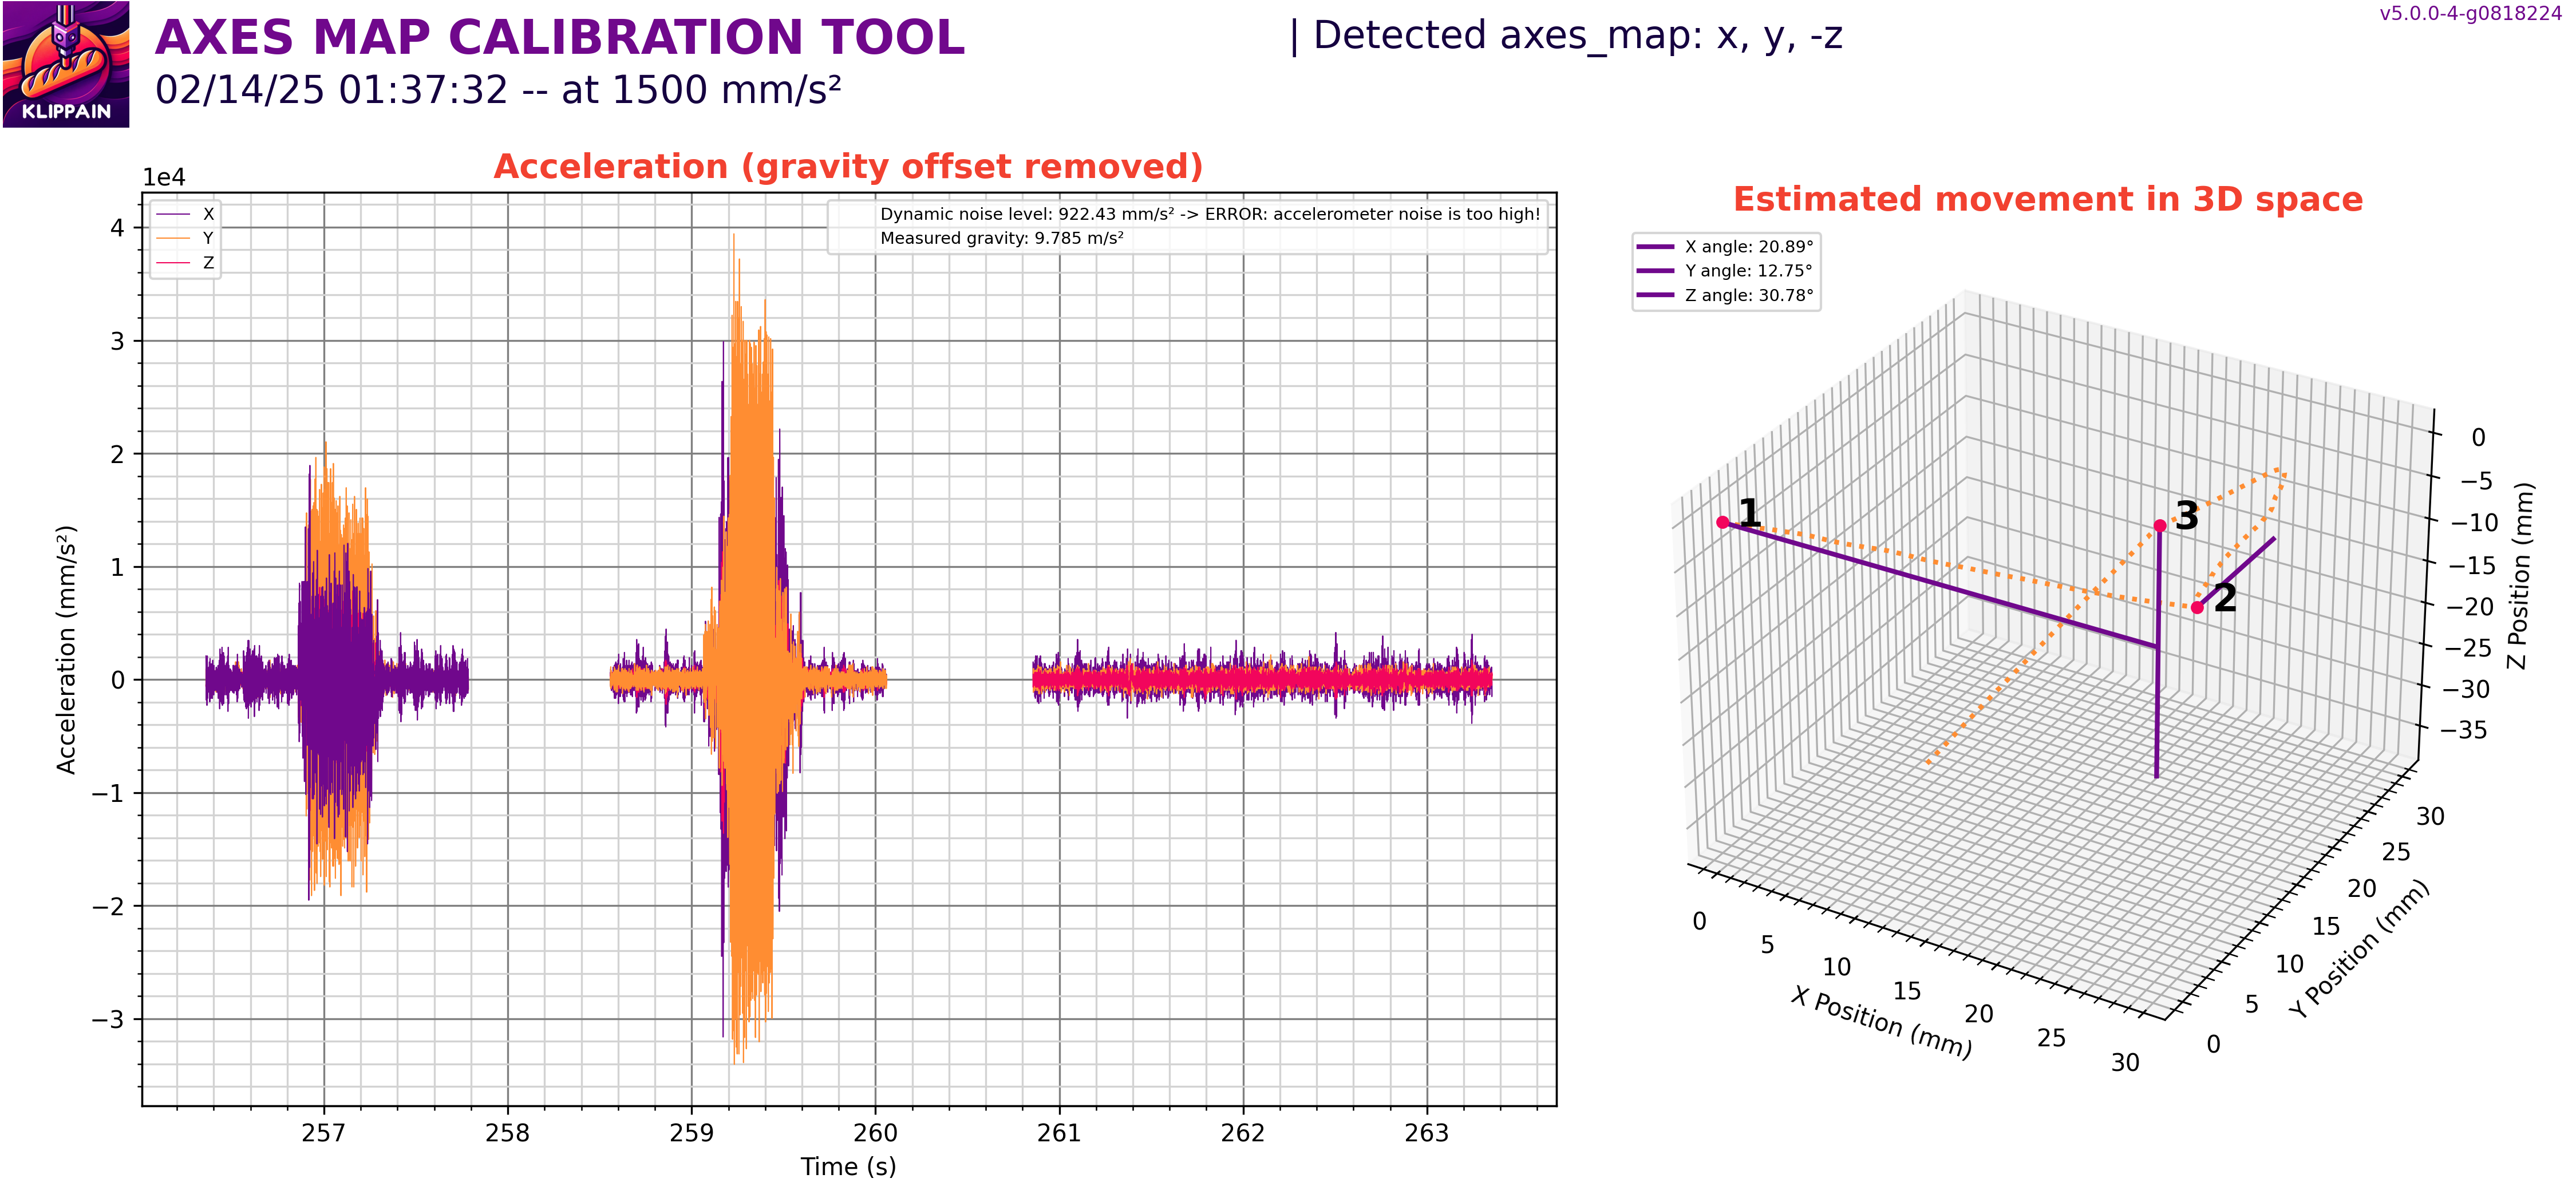 KLIPPAIN
AXES MAP CALIBRATION TOOL
02/14/25 01:37:32 -- at 1500 mm/s²
| Detected axes_map: x, y, -z
v5.0.0-4-g0818224
Acceleration (gravity offset removed)
1e4
X
Y
Z
Dynamic noise level: 922.43 mm/s² -> ERROR: accelerometer noise is too high!
Measured gravity: 9.785 m/s²
4
3
2
1
0
−1
−2
−3
Acceleration (mm/s²)
257
258
259
260
261
262
263
Time (s)
Estimated movement in 3D space
X angle: 20.89°
Y angle: 12.75°
Z angle: 30.78°
1
3
2
0
−5
−10
−15
−20
−25
−30
−35
Z Position (mm)
0
5
10
15
20
25
30
X Position (mm)
0
5
10
15
20
25
30
Y Position (mm)